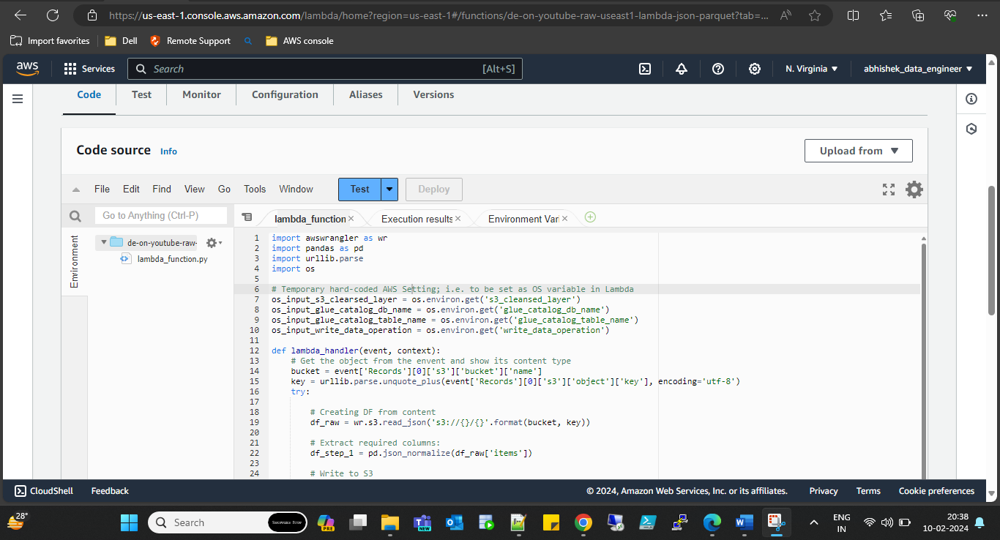 https://us-east-1.console.aws.amazon.com/lambda/home?region=us-east-1#/functions/de-on-youtube-raw-useast1-lambda-json-parquet?tab=...
Import favorites Dell Remote Support AWS console
aws Services Search [Alt+S] N. Virginia abhishek_data_engineer
Code Test Monitor Configuration Aliases Versions
Code source Info Upload from
File Edit Find View Go Tools Window Test Deploy
Go to Anything (Ctrl-P) lambda_function Execution results Environment Vari
Environment
de-on-youtube-raw-
lambda_function.py
1 import awswrangler as wr
2 import pandas as pd
3 import urllib.parse
4 import os
5
6 # Temporary hard-coded AWS Setting; i.e. to be set as OS variable in Lambda
7 os_input_s3_clearsed_layer = os.environ.get('s3_cleansed_layer')
8 os_input_glue_catalog_db_name = os.environ.get('glue_catalog_db_name')
9 os_input_glue_catalog_table_name = os.environ.get('glue_catalog_table_name')
10 os_input_write_data_operation = os.environ.get('write_data_operation')
11
12 def lambda_handler(event, context):
13 # Get the object from the envent and show its content type
14 bucket = event['Records'][0]['s3']['bucket']['name']
15 key = urllib.parse.unquote_plus(event['Records'][0]['s3']['object']['key'], encoding='utf-8')
16 try:
17
18 # Creating DF from content
19 df_raw = wr.s3.read_json('s3://{}/{}'.format(bucket, key))
20
21 # Extract required columns:
22 df_step_1 = pd.json_normalize(df_raw['items'])
23
24 # Write to S3
CloudShell Feedback © 2024, Amazon Web Services, Inc. or its affiliates. Privacy Terms Cookie preferences
28° Search SHOPPERS STOP PRE NEW ENG IN 20:38 10-02-2024